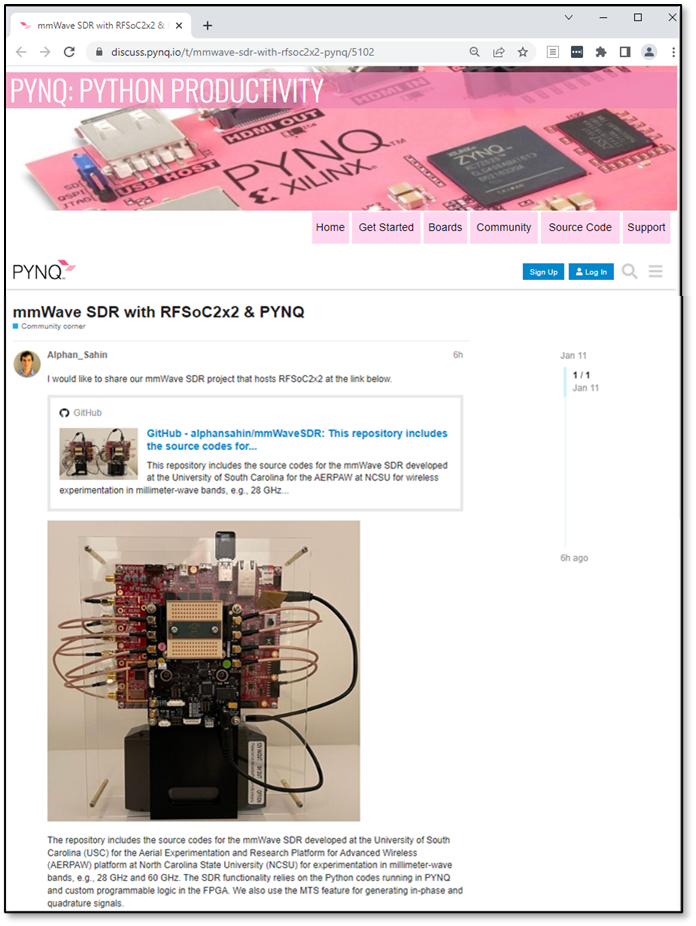 mmWave SDR with RFSoC2x2 &
discuss.pynq.io/t/mmwave-sdr-with-rfsoc2x2-pynq/5102
PYNQ: PYTHON PRODUCTIVITY
HDMI IN
HDMI OUT
USB HOST
SD
QSPI
JTAG
PYNQ™
XILINX
XILINX
ZYNQ
Home
Get Started
Boards
Community
Source Code
Support
PYNQ
Sign Up
Log In
mmWave SDR with RFSoC2x2 & PYNQ
Community corner
Alphan_Sahin
6h
Jan 11
1 / 1
Jan 11
I would like to share our mmWave SDR project that hosts RFSoC2x2 at the link below.
GitHub
GitHub - alphansahin/mmWaveSDR: This repository includes
the source codes for...
This repository includes the source codes for the mmWave SDR developed
at the University of South Carolina for the AERPAW at NCSU for wireless
experimentation in millimeter-wave bands, e.g., 28 GHz...
6h ago
The repository includes the source codes for the mmWave SDR developed at the University of South
Carolina (USC) for the Aerial Experimentation and Research Platform for Advanced Wireless
(AERPAW) platform at North Carolina State University (NCSU) for experimentation in millimeter-wave
bands, e.g., 28 GHz and 60 GHz. The SDR functionality relies on the Python codes running in PYNQ
and custom programmable logic in the FPGA. We also use the MTS feature for generating in-phase and
quadrature signals.